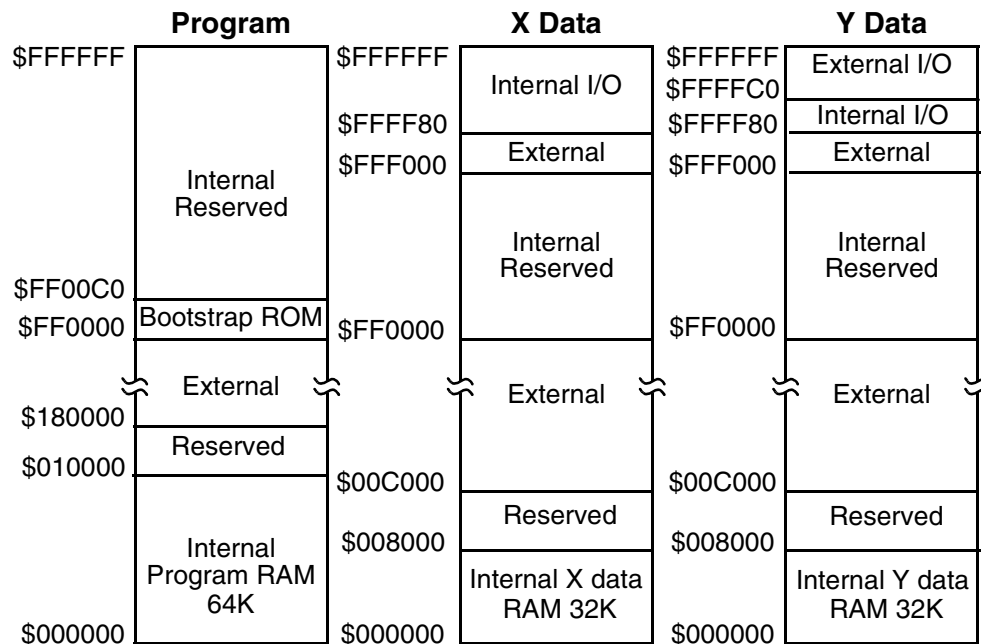 Program
$FFFFFF
Internal
Reserved
$FF00C0
Bootstrap ROM
$FF0000
External
$180000
Reserved
$010000
Internal
Program RAM
64K
$000000
X Data
$FFFFFF
Internal I/O
$FFFF80
External
$FFF000
Internal
Reserved
$FF0000
External
$00C000
Reserved
$008000
Internal X data
RAM 32K
$000000
Y Data
$FFFFFF
External I/O
$FFFFC0
Internal I/O
$FFFF80
External
$FFF000
Internal
Reserved
$FF0000
External
$00C000
Reserved
$008000
Internal Y data
RAM 32K
$000000